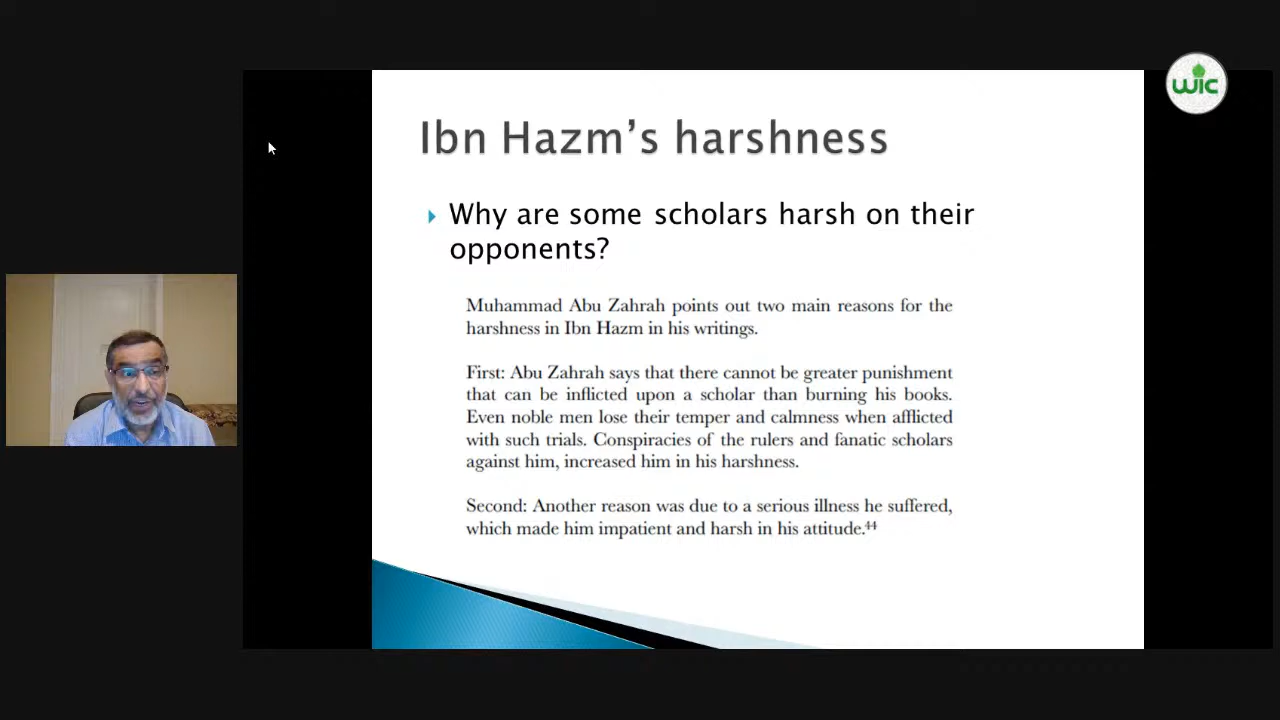 WIC
Ibn Hazm's harshness
Why are some scholars harsh on their
opponents?
Muhammad Abu Zahrah points out two main reasons for the
harshness in Ibn Hazm in his writings.
First: Abu Zahrah says that there cannot be greater punishment
that can be inflicted upon a scholar than burning his books.
Even noble men lose their temper and calmness when afflicted
with such trials. Conspiracies of the rulers and fanatic scholars
against him, increased him in his harshness.
Second: Another reason was due to a serious illness he suffered,
which made him impatient and harsh in his attitude.44